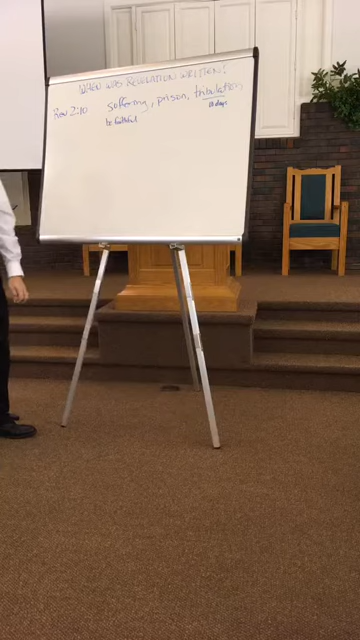 WHEN WAS REVELATION WRITTEN?
Rev 2:10 suffering, prison, tribulation
be faithful 10 days